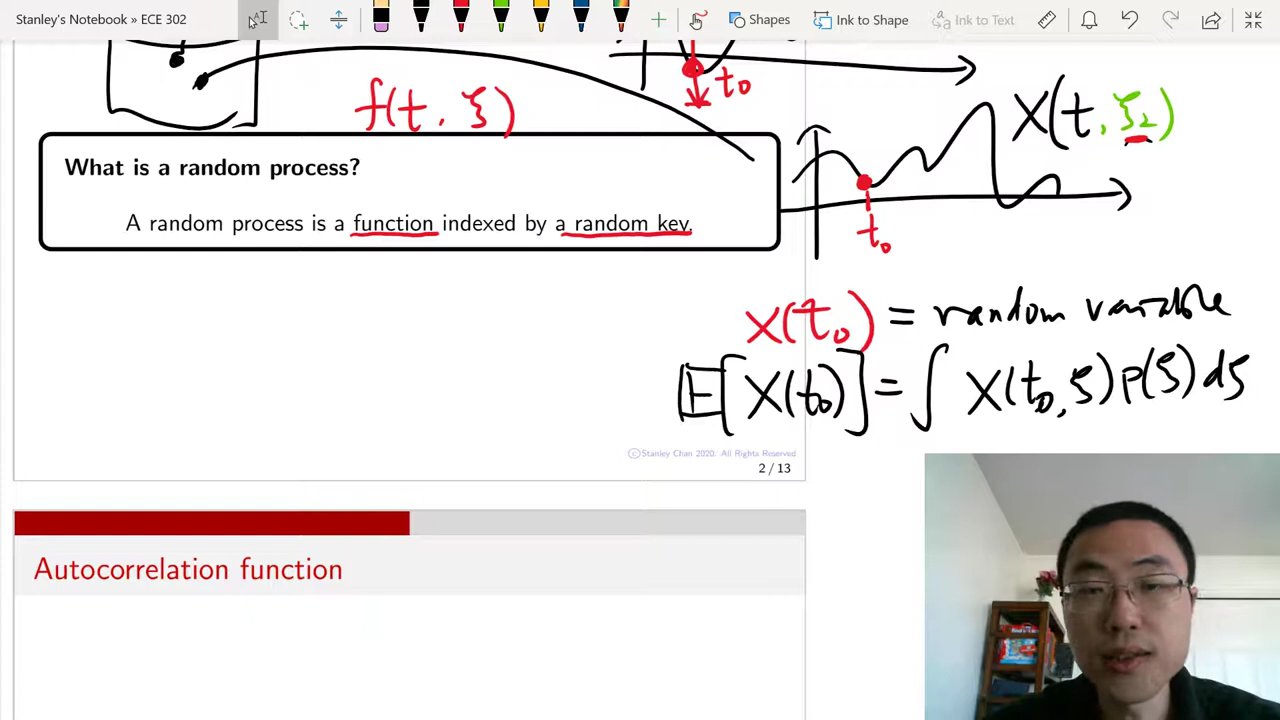 Stanley's Notebook » ECE 302
Shapes
Ink to Shape
Ink to Text
t₀
f(t, ξ)
X(t, ξ₂)
What is a random process?
A random process is a function indexed by a random key.
t₀
X(t₀) = random variable
E[X(t₀)] = ∫ X(t₀, ξ) p(ξ) dξ
©Stanley Chan 2020. All Rights Reserved.
2 / 13
Autocorrelation function